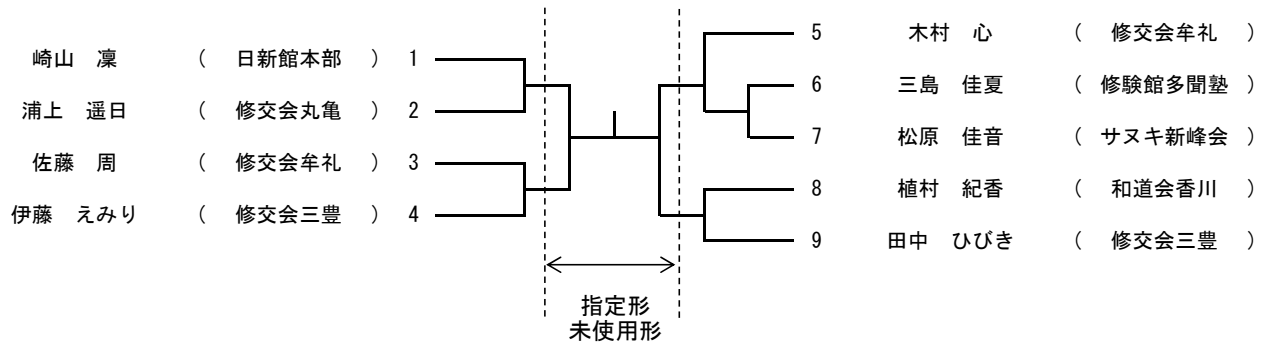 崎山　凜 （ 日新館本部 ） 1
浦上　遥日 （ 修交会丸亀 ） 2
佐藤　周 （ 修交会牟礼 ） 3
伊藤　えみり （ 修交会三豊 ） 4
5 木村　心 （ 修交会牟礼 ）
6 三島　佳夏 （ 修験館多聞塾 ）
7 松原　佳音 （ サヌキ新峰会 ）
8 植村　紀香 （ 和道会香川 ）
9 田中　ひびき （ 修交会三豊 ）
指定形
未使用形